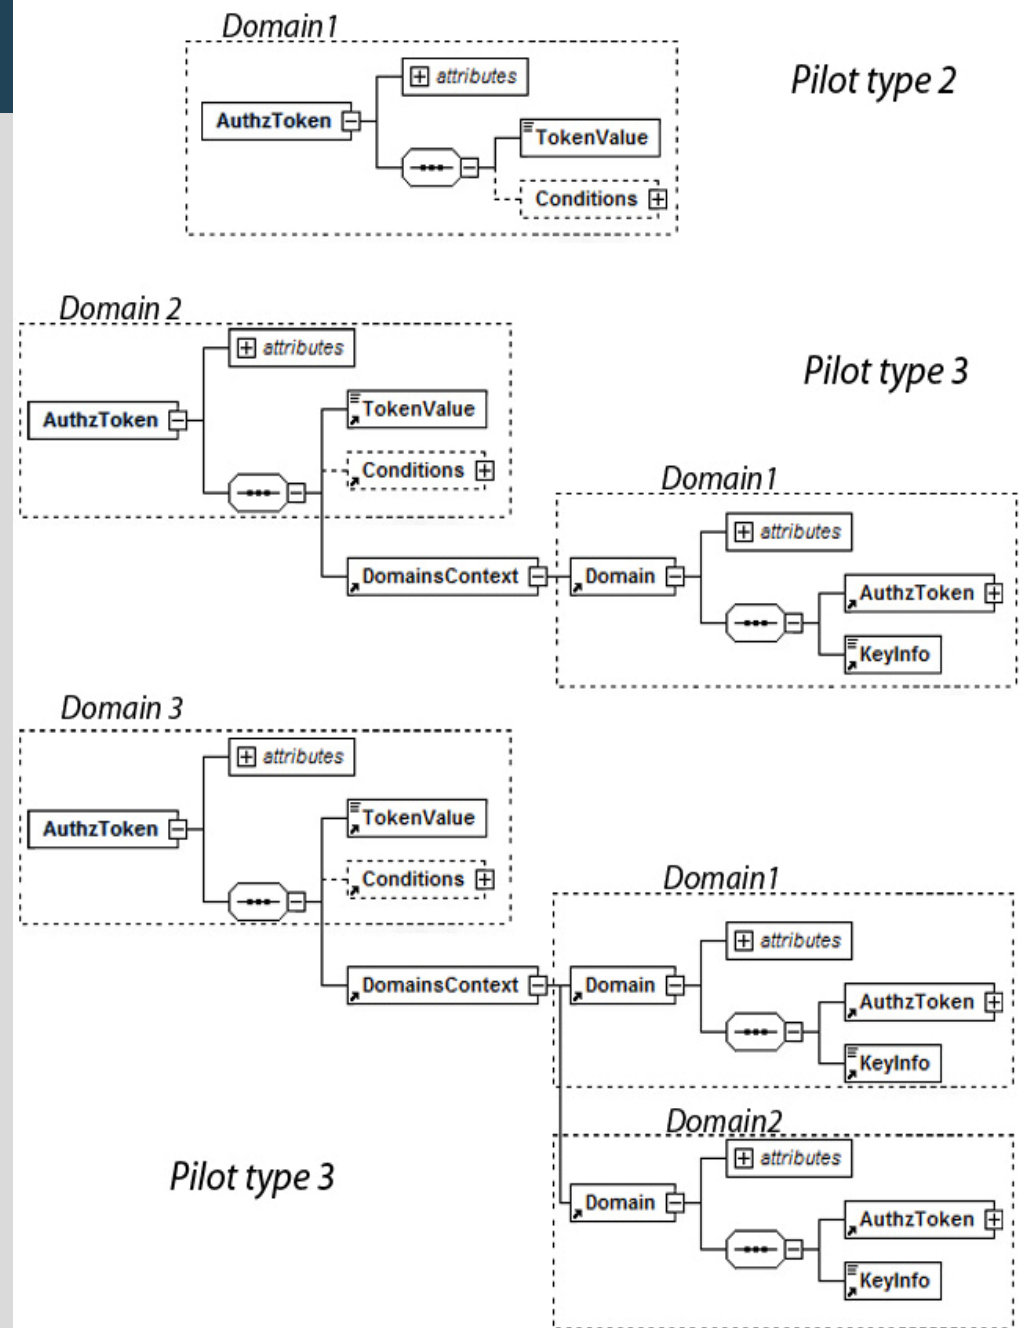 Domain1
attributes
Pilot type 2
AuthzToken
TokenValue
Conditions
Domain 2
attributes
Pilot type 3
TokenValue
AuthzToken
Conditions
Domain1
attributes
DomainsContext
Domain
AuthzToken
KeyInfo
Domain 3
attributes
TokenValue
AuthzToken
Conditions
Domain1
attributes
DomainsContext
Domain
AuthzToken
KeyInfo
Domain2
attributes
Pilot type 3
Domain
AuthzToken
KeyInfo